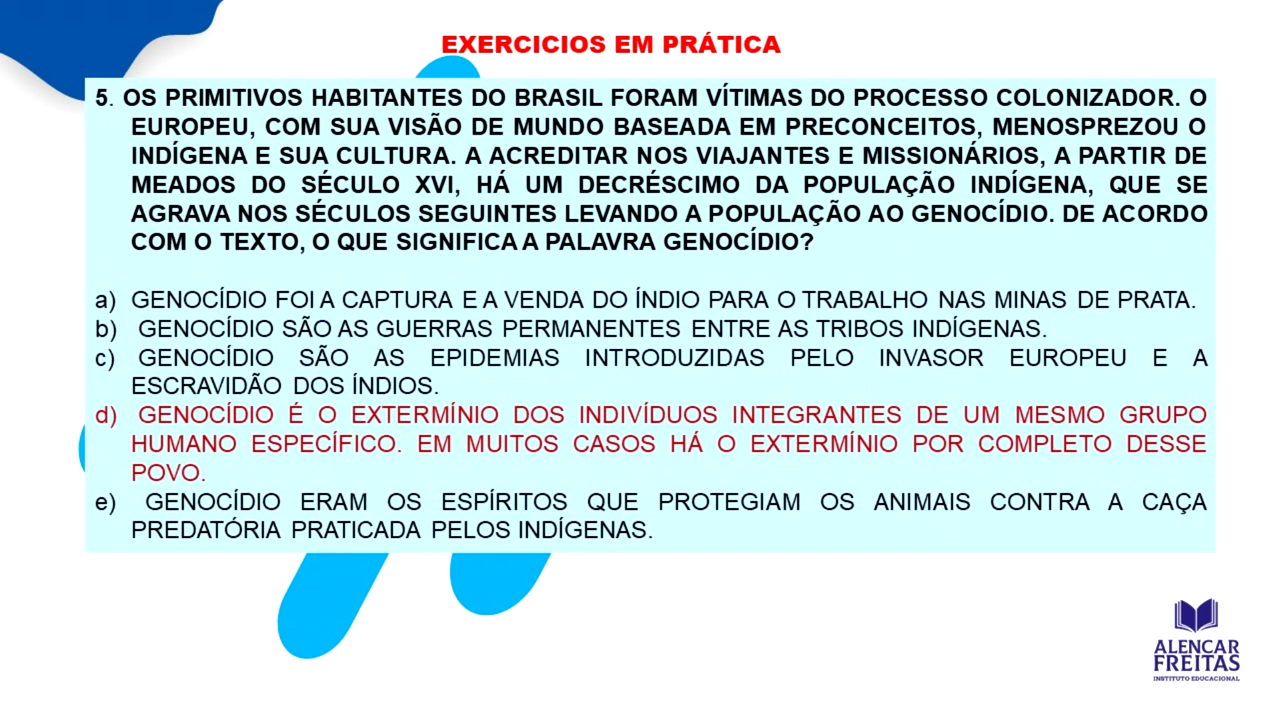 EXERCICIOS EM PRÁTICA
5. OS PRIMITIVOS HABITANTES DO BRASIL FORAM VÍTIMAS DO PROCESSO COLONIZADOR. O
EUROPEU, COM SUA VISÃO DE MUNDO BASEADA EM PRECONCEITOS, MENOSPREZOU O
INDÍGENA E SUA CULTURA. A ACREDITAR NOS VIAJANTES E MISSIONÁRIOS, A PARTIR DE
MEADOS DO SÉCULO XVI, HÁ UM DECRÉSCIMO DA POPULAÇÃO INDÍGENA, QUE SE
AGRAVA NOS SÉCULOS SEGUINTES LEVANDO A POPULAÇÃO AO GENOCÍDIO. DE ACORDO
COM O TEXTO, O QUE SIGNIFICA A PALAVRA GENOCÍDIO?
a) GENOCÍDIO FOI A CAPTURA E A VENDA DO ÍNDIO PARA O TRABALHO NAS MINAS DE PRATA.
b) GENOCÍDIO SÃO AS GUERRAS PERMANENTES ENTRE AS TRIBOS INDÍGENAS.
c) GENOCÍDIO SÃO AS EPIDEMIAS INTRODUZIDAS PELO INVASOR EUROPEU E A
ESCRAVIDÃO DOS ÍNDIOS.
d) GENOCÍDIO É O EXTERMÍNIO DOS INDIVÍDUOS INTEGRANTES DE UM MESMO GRUPO
HUMANO ESPECÍFICO. EM MUITOS CASOS HÁ O EXTERMÍNIO POR COMPLETO DESSE
POVO.
e) GENOCÍDIO ERAM OS ESPÍRITOS QUE PROTEGIAM OS ANIMAIS CONTRA A CAÇA
PREDATÓRIA PRATICADA PELOS INDÍGENAS.
ALENCAR
FREITAS
INSTITUTO EDUCACIONAL